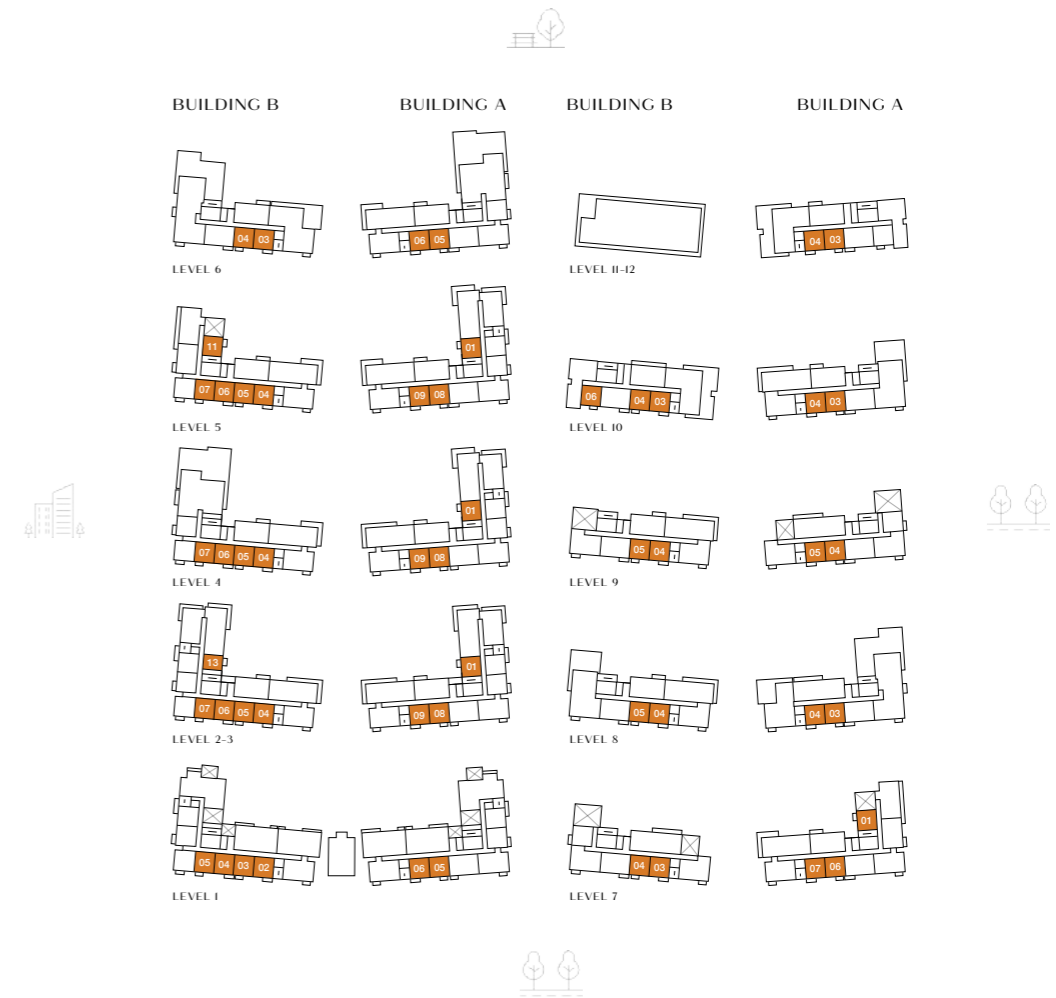 BUILDING B BUILDING A BUILDING B BUILDING A
04 03 06 05 04 03
LEVEL 6 LEVEL 11-12
11 01
07 06 05 04 09 08 06 04 03 04 03
LEVEL 5 LEVEL 10
01
07 06 05 04 09 08 05 04 05 04
LEVEL 4 LEVEL 9
13 01
07 06 05 04 09 08 05 04 04 03
LEVEL 2-3 LEVEL 8
01
05 04 03 02 06 05 04 03 07 06
LEVEL 1 LEVEL 7